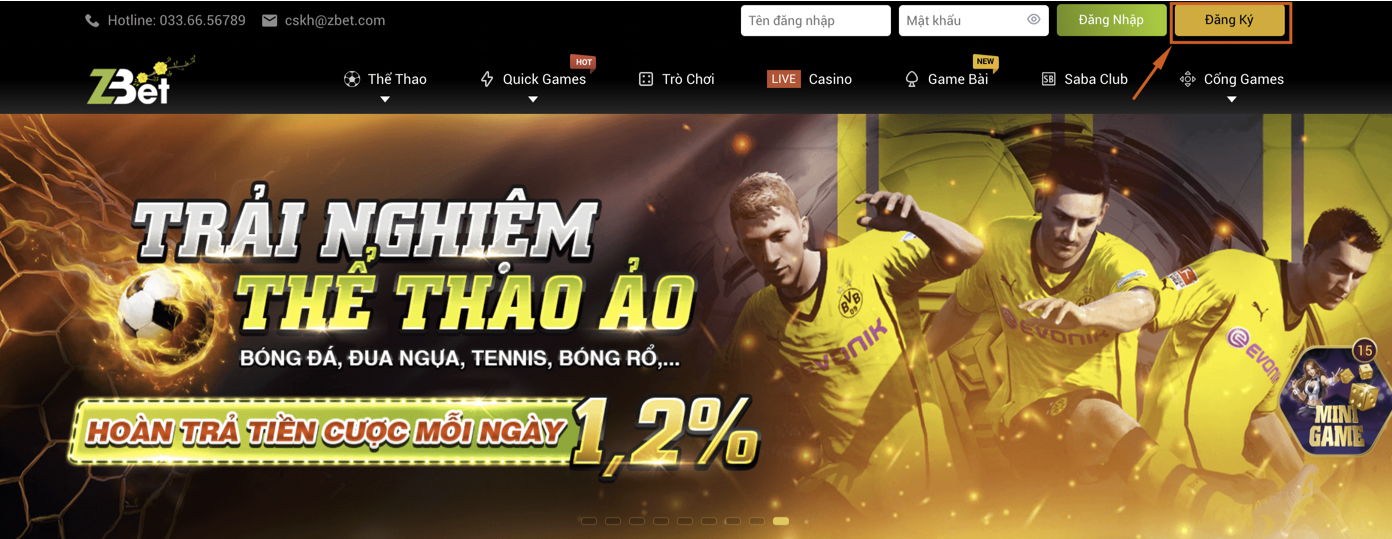 Hotline: 033.66.56789 cskh@zbet.com
Tên đăng nhập
Mật khẩu
Đăng Nhập
Đăng Ký
ZBet
Thể Thao
Quick Games
HOT
Trò Chơi
LIVE Casino
Game Bài
NEW
SB Saba Club
Cổng Games
TRẢI NGHIỆM
THỂ THAO ẢO
BÓNG ĐÁ, ĐUA NGỰA, TENNIS, BÓNG RỔ,...
HOÀN TRẢ TIỀN CƯỢC MỖI NGÀY 1,2%
BVB
09
EVONIK
EVONIK
EVONIK
15
MINI
GAME